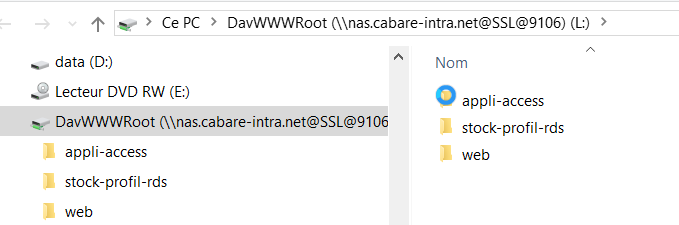 Ce PC > DavWWWRoot (\\nas.cabare-intra.net@SSL@9106) (L:) >
data (D:)
Lecteur DVD RW (E:)
DavWWWRoot (\\nas.cabare-intra.net@SSL@9106
appli-access
stock-profil-rds
web
Nom
appli-access
stock-profil-rds
web